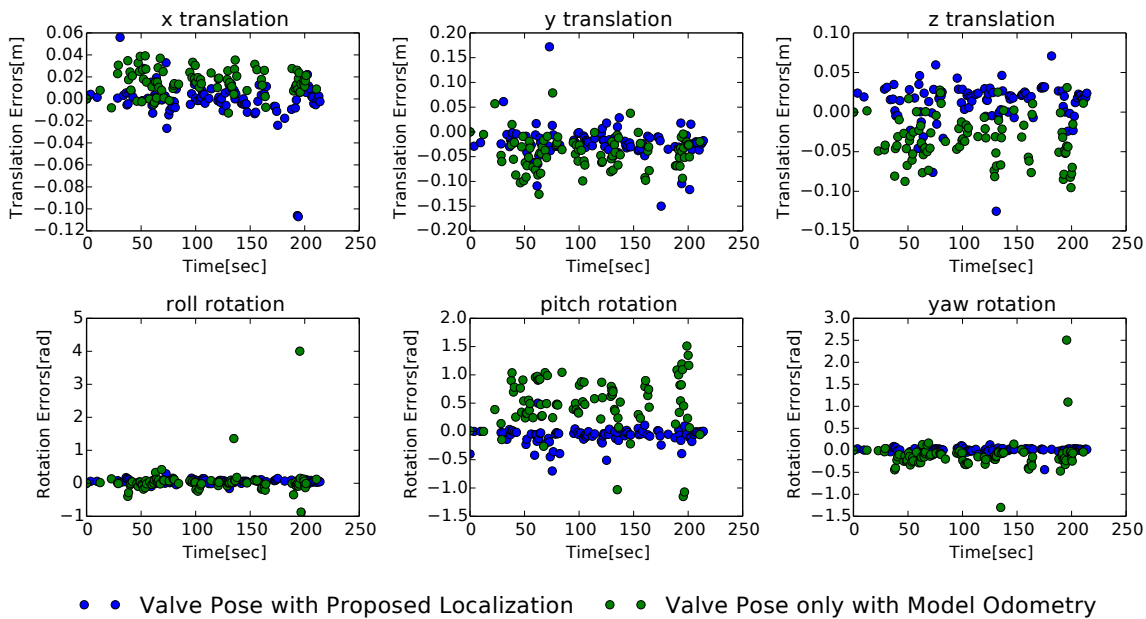 x translation
y translation
z translation
Translation Errors[m]
0.06
0.04
0.02
0.00
−0.02
−0.04
−0.06
−0.08
−0.10
−0.12
0 50 100 150 200 250
Time[sec]
Translation Errors[m]
0.20
0.15
0.10
0.05
0.00
−0.05
−0.10
−0.15
−0.20
0 50 100 150 200 250
Time[sec]
Translation Errors[m]
0.10
0.05
0.00
−0.05
−0.10
−0.15
0 50 100 150 200 250
Time[sec]
roll rotation
pitch rotation
yaw rotation
Rotation Errors[rad]
5
4
3
2
1
0
−1
0 50 100 150 200 250
Time[sec]
Rotation Errors[rad]
2.0
1.5
1.0
0.5
0.0
−0.5
−1.0
−1.5
0 50 100 150 200 250
Time[sec]
Rotation Errors[rad]
3.0
2.5
2.0
1.5
1.0
0.5
0.0
−0.5
−1.0
−1.5
0 50 100 150 200 250
Time[sec]
Valve Pose with Proposed Localization
Valve Pose only with Model Odometry